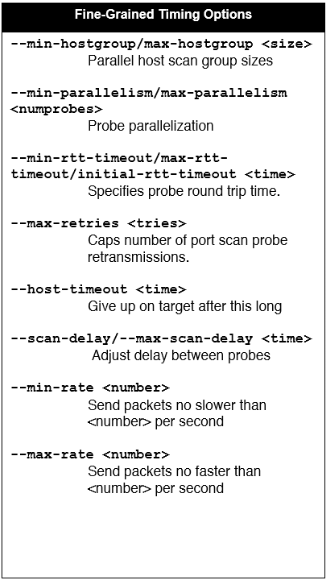 Fine-Grained Timing Options
--min-hostgroup/max-hostgroup <size>
Parallel host scan group sizes
--min-parallelism/max-parallelism
<numprobes>
Probe parallelization
--min-rtt-timeout/max-rtt-
timeout/initial-rtt-timeout <time>
Specifies probe round trip time.
--max-retries <tries>
Caps number of port scan probe
retransmissions.
--host-timeout <time>
Give up on target after this long
--scan-delay/--max-scan-delay <time>
Adjust delay between probes
--min-rate <number>
Send packets no slower than
<number> per second
--max-rate <number>
Send packets no faster than
<number> per second